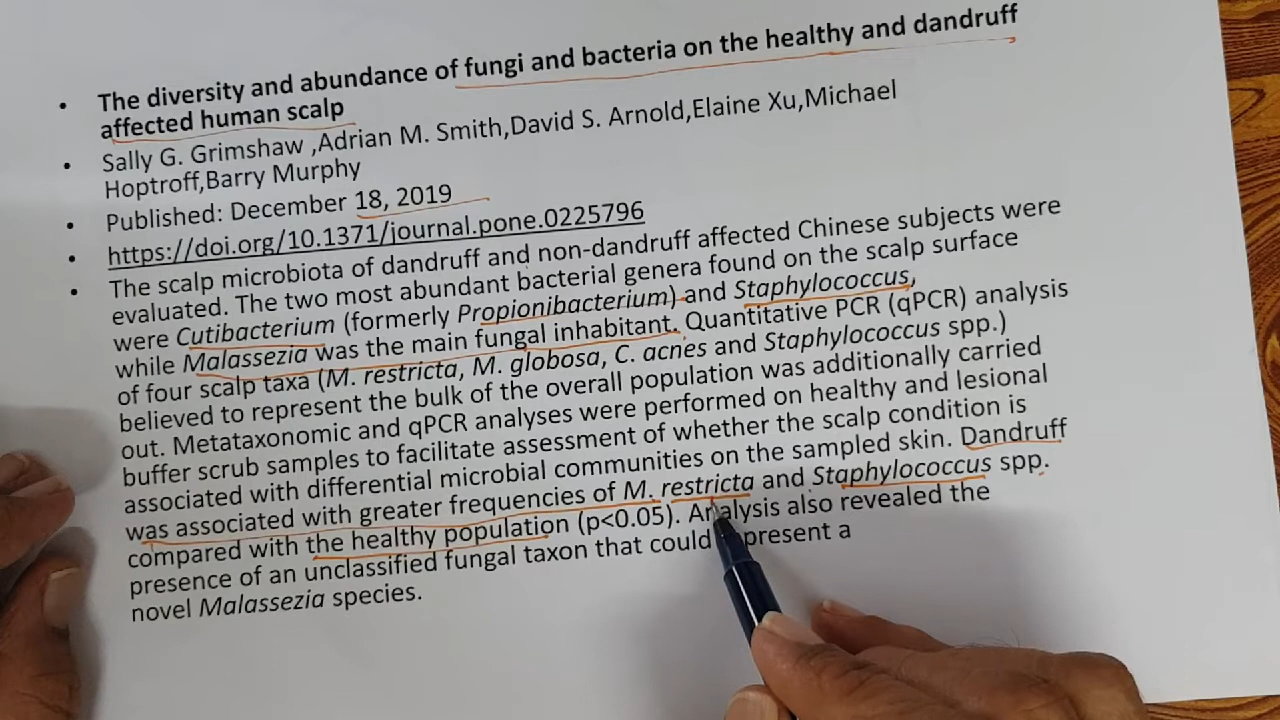 • The diversity and abundance of fungi and bacteria on the healthy and dandruff
affected human scalp
• Sally G. Grimshaw ,Adrian M. Smith,David S. Arnold,Elaine Xu,Michael
Hoptroff,Barry Murphy
• Published: December 18, 2019
• https://doi.org/10.1371/journal.pone.0225796
• The scalp microbiota of dandruff and non-dandruff affected Chinese subjects were
evaluated. The two most abundant bacterial genera found on the scalp surface
were Cutibacterium (formerly Propionibacterium) and Staphylococcus,
while Malassezia was the main fungal inhabitant. Quantitative PCR (qPCR) analysis
of four scalp taxa (M. restricta, M. globosa, C. acnes and Staphylococcus spp.)
believed to represent the bulk of the overall population was additionally carried
out. Metataxonomic and qPCR analyses were performed on healthy and lesional
buffer scrub samples to facilitate assessment of whether the scalp condition is
associated with differential microbial communities on the sampled skin. Dandruff
was associated with greater frequencies of M. restricta and Staphylococcus spp.
compared with the healthy population (p<0.05). Analysis also revealed the
presence of an unclassified fungal taxon that could present a
novel Malassezia species.